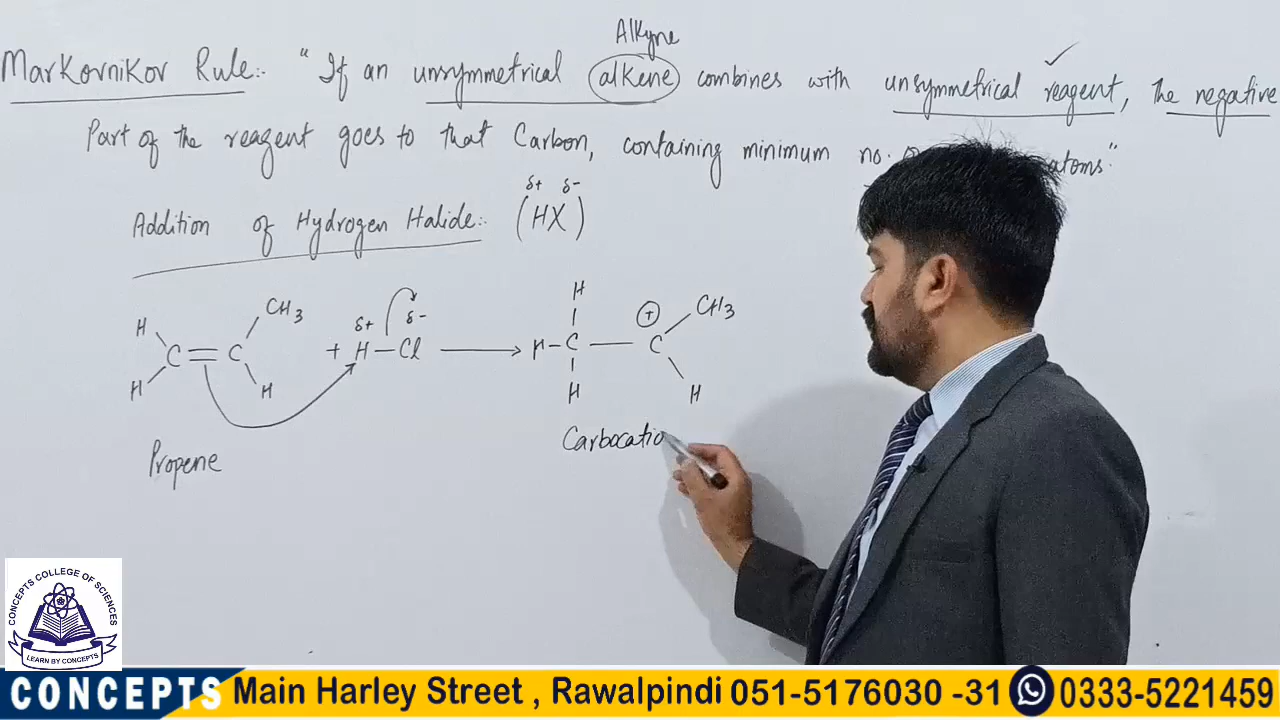 Alkyne
Markovnikov Rule:- "If an unsymmetrical alkene combines with unsymmetrical reagent, the negative
Part of the reagent goes to that Carbon, containing minimum no. atoms"
δ+ δ-
Addition of Hydrogen Halide:- (HX)
H CH3 δ+ δ- H + CH3
C=C + H-Cl → H-C-C
H H H H
Carbocatio
Propene
CONCEPTS COLLEGE OF SCIENCES
LEARN BY CONCEPTS
CONCEPTS Main Harley Street , Rawalpindi 051-5176030 -31 0333-5221459